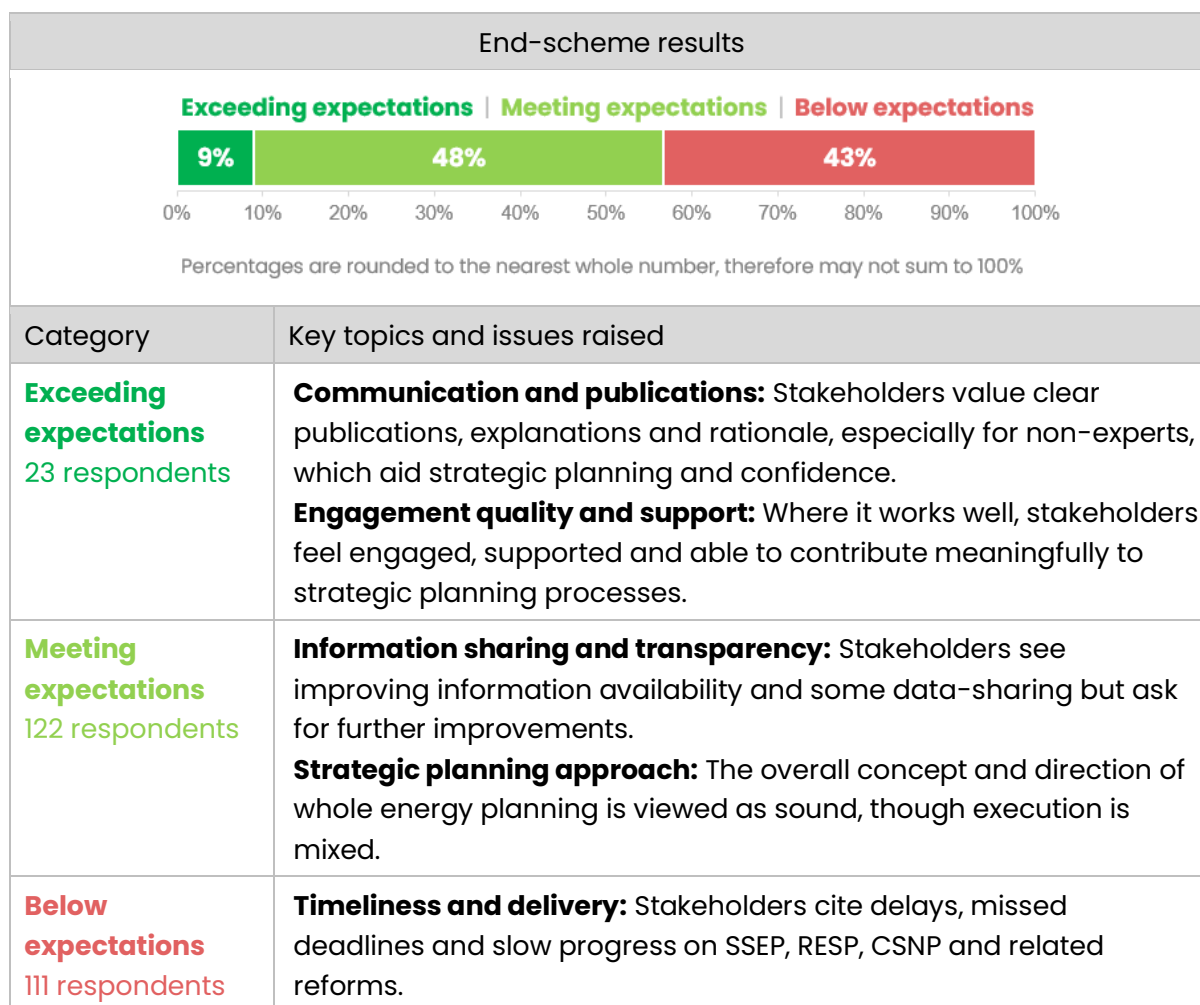 End-scheme results
Exceeding expectations | Meeting expectations | Below expectations
9% 48% 43%
0% 10% 20% 30% 40% 50% 60% 70% 80% 90% 100%
Percentages are rounded to the nearest whole number, therefore may not sum to 100%
Category Key topics and issues raised
Exceeding
expectations
23 respondents
Communication and publications: Stakeholders value clear
publications, explanations and rationale, especially for non-experts,
which aid strategic planning and confidence.
Engagement quality and support: Where it works well, stakeholders
feel engaged, supported and able to contribute meaningfully to
strategic planning processes.
Meeting
expectations
122 respondents
Information sharing and transparency: Stakeholders see
improving information availability and some data-sharing but ask
for further improvements.
Strategic planning approach: The overall concept and direction of
whole energy planning is viewed as sound, though execution is
mixed.
Below
expectations
111 respondents
Timeliness and delivery: Stakeholders cite delays, missed
deadlines and slow progress on SSEP, RESP, CSNP and related
reforms.